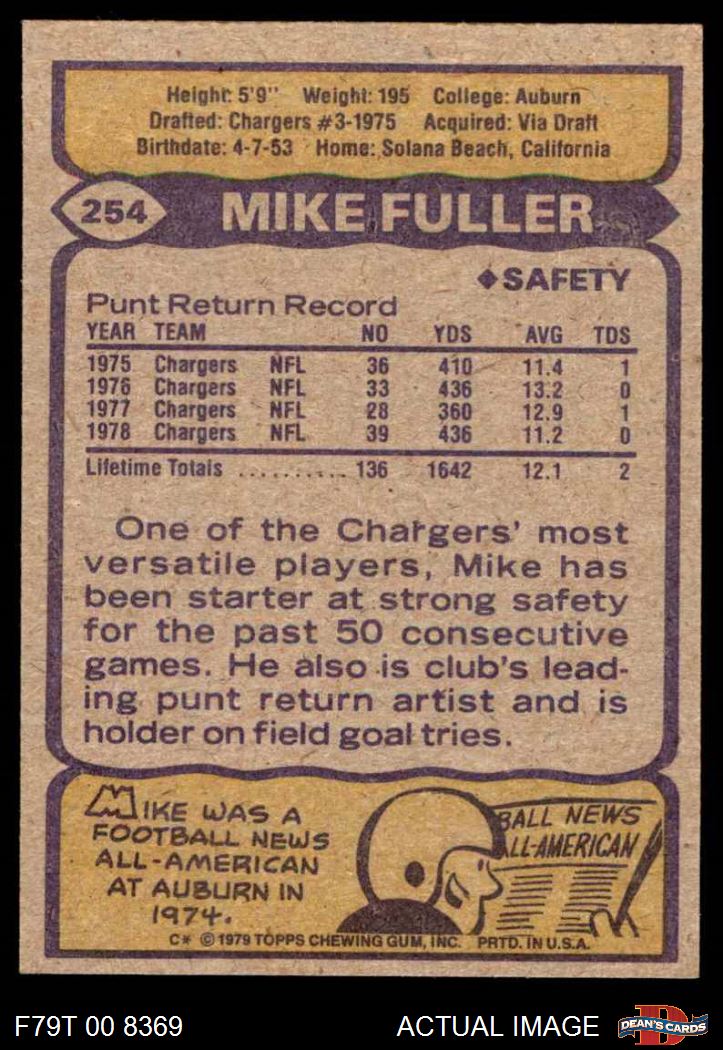 Height: 5'9" Weight: 195 College: Auburn
Drafted: Chargers #3-1975 Acquired: Via Draft
Birthdate: 4-7-53 Home: Solana Beach, California
254 MIKE FULLER
◆SAFETY
Punt Return Record
YEAR TEAM NO YDS AVG TDS
1975 Chargers NFL 36 410 11.4 1
1976 Chargers NFL 33 436 13.2 0
1977 Chargers NFL 28 360 12.9 1
1978 Chargers NFL 39 436 11.2 0
Lifetime Totals .......... 136 1642 12.1 2
One of the Chargers' most
versatile players, Mike has
been starter at strong safety
for the past 50 consecutive
games. He also is club's lead-
ing punt return artist and is
holder on field goal tries.
MIKE WAS A
FOOTBALL NEWS
ALL-AMERICAN
AT AUBURN IN
1974.
BALL NEWS
LL-AMERICAN
C* © 1979 TOPPS CHEWING GUM, INC. PRTD. IN U.S.A.
F79T 00 8369 ACTUAL IMAGE D DEAN'S CARDS